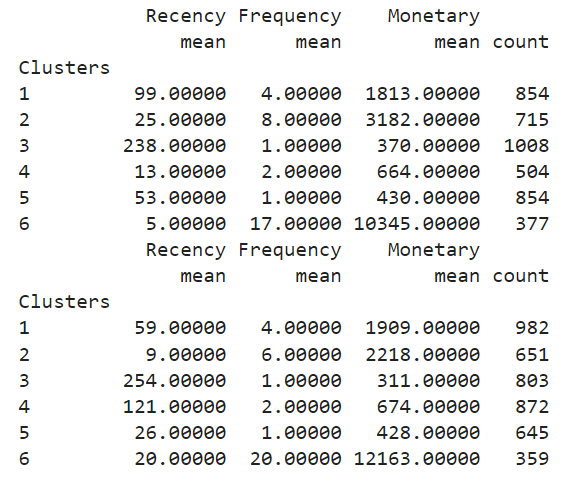 Recency Frequency Monetary
mean mean mean count
Clusters
1 99.00000 4.00000 1813.00000 854
2 25.00000 8.00000 3182.00000 715
3 238.00000 1.00000 370.00000 1008
4 13.00000 2.00000 664.00000 504
5 53.00000 1.00000 430.00000 854
6 5.00000 17.00000 10345.00000 377
Recency Frequency Monetary
mean mean mean count
Clusters
1 59.00000 4.00000 1909.00000 982
2 9.00000 6.00000 2218.00000 651
3 254.00000 1.00000 311.00000 803
4 121.00000 2.00000 674.00000 872
5 26.00000 1.00000 428.00000 645
6 20.00000 20.00000 12163.00000 359